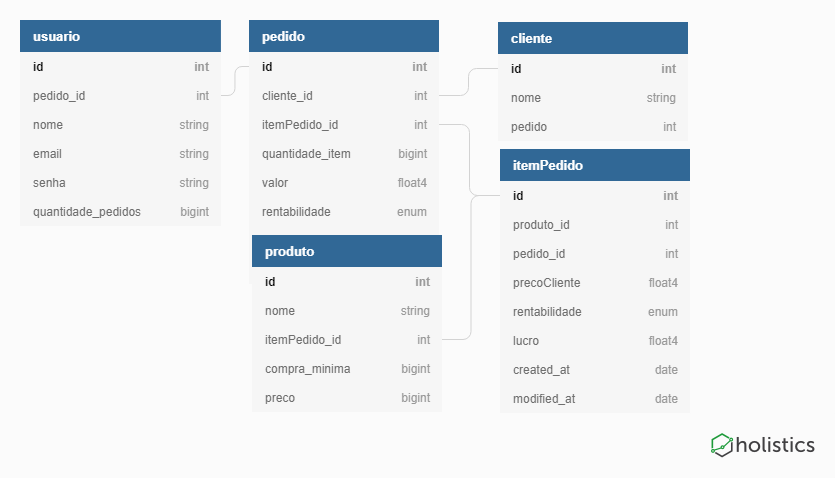 usuario
id int
pedido_id int
nome string
email string
senha string
quantidade_pedidos bigint
pedido
id int
cliente_id int
itemPedido_id int
quantidade_item bigint
valor float4
rentabilidade enum
cliente
id int
nome string
pedido int
produto
id int
nome string
itemPedido_id int
compra_minima bigint
preco bigint
itemPedido
id int
produto_id int
pedido_id int
precoCliente float4
rentabilidade enum
lucro float4
created_at date
modified_at date
holistics